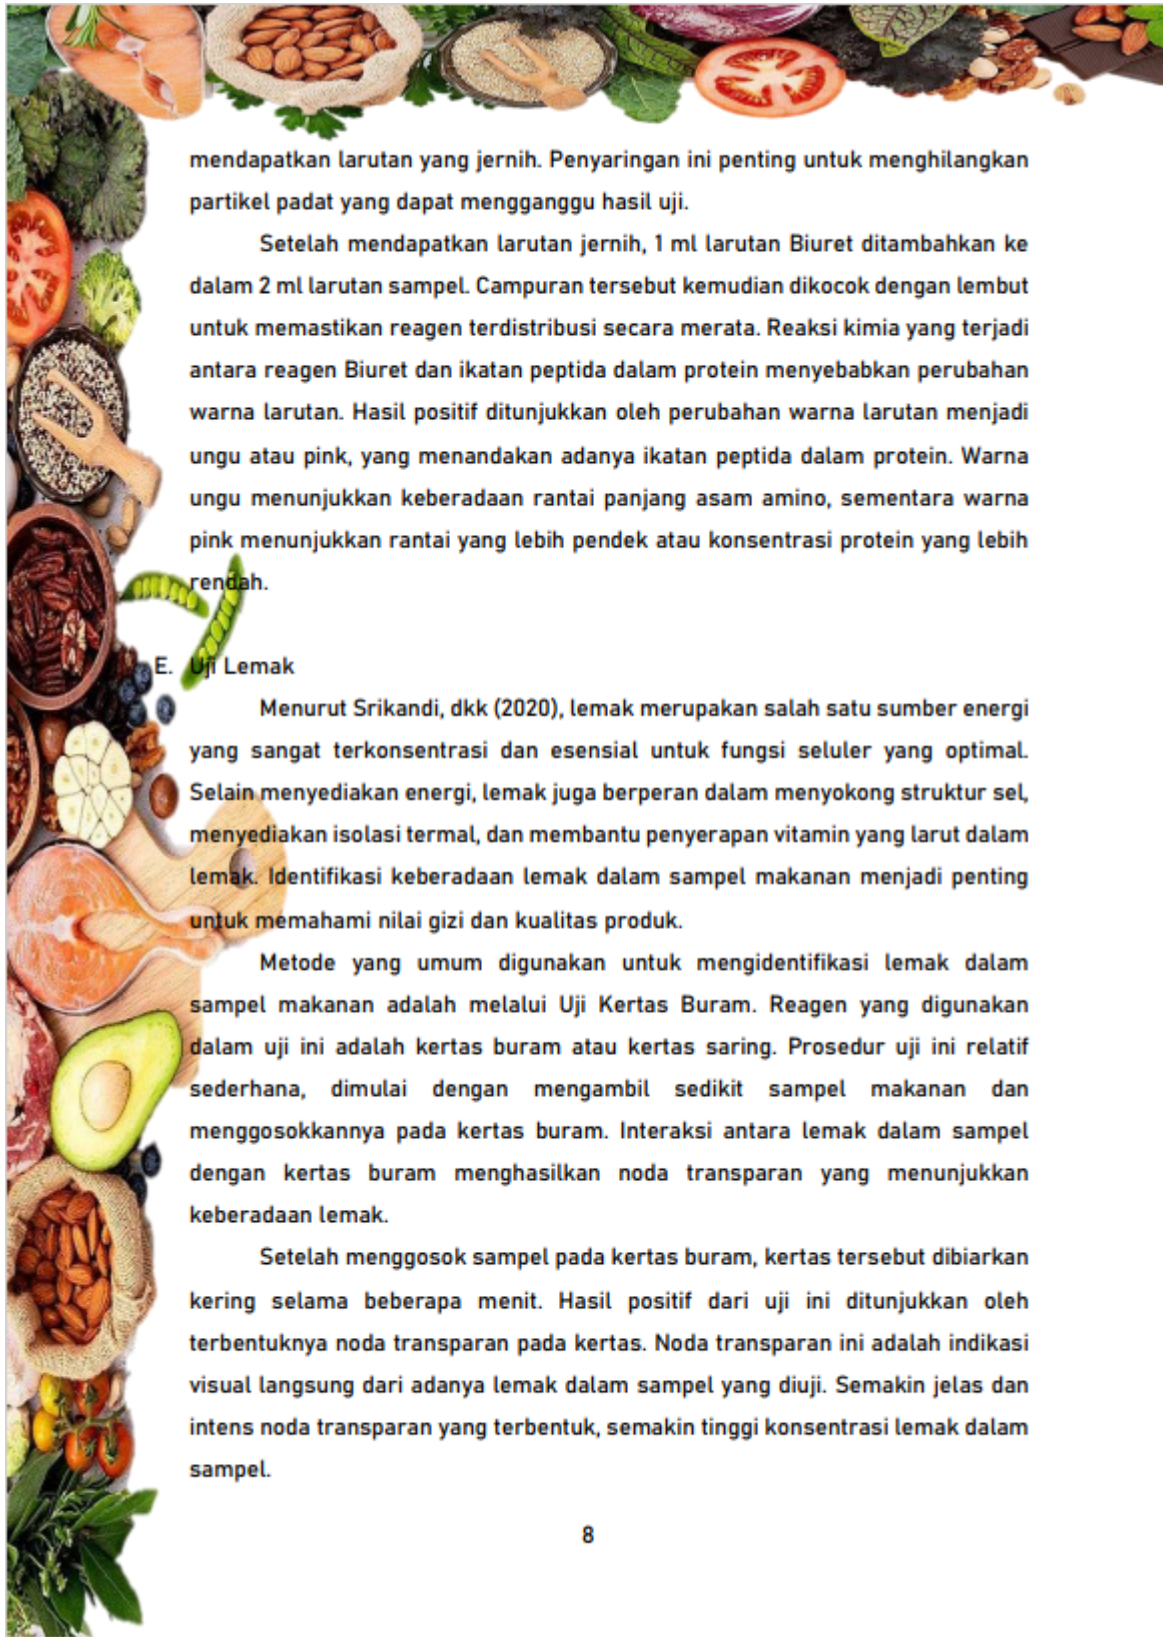 mendapatkan larutan yang jernih. Penyaringan ini penting untuk menghilangkan
partikel padat yang dapat mengganggu hasil uji.
Setelah mendapatkan larutan jernih, 1 ml larutan Biuret ditambahkan ke
dalam 2 ml larutan sampel. Campuran tersebut kemudian dikocok dengan lembut
untuk memastikan reagen terdistribusi secara merata. Reaksi kimia yang terjadi
antara reagen Biuret dan ikatan peptida dalam protein menyebabkan perubahan
warna larutan. Hasil positif ditunjukkan oleh perubahan warna larutan menjadi
ungu atau pink, yang menandakan adanya ikatan peptida dalam protein. Warna
ungu menunjukkan keberadaan rantai panjang asam amino, sementara warna
pink menunjukkan rantai yang lebih pendek atau konsentrasi protein yang lebih
rendah.
E. Uji Lemak
Menurut Srikandi, dkk (2020), lemak merupakan salah satu sumber energi
yang sangat terkonsentrasi dan esensial untuk fungsi seluler yang optimal.
Selain menyediakan energi, lemak juga berperan dalam menyokong struktur sel,
menyediakan isolasi termal, dan membantu penyerapan vitamin yang larut dalam
lemak. Identifikasi keberadaan lemak dalam sampel makanan menjadi penting
untuk memahami nilai gizi dan kualitas produk.
Metode yang umum digunakan untuk mengidentifikasi lemak dalam
sampel makanan adalah melalui Uji Kertas Buram. Reagen yang digunakan
dalam uji ini adalah kertas buram atau kertas saring. Prosedur uji ini relatif
sederhana, dimulai dengan mengambil sedikit sampel makanan dan
menggosokkannya pada kertas buram. Interaksi antara lemak dalam sampel
dengan kertas buram menghasilkan noda transparan yang menunjukkan
keberadaan lemak.
Setelah menggosok sampel pada kertas buram, kertas tersebut dibiarkan
kering selama beberapa menit. Hasil positif dari uji ini ditunjukkan oleh
terbentuknya noda transparan pada kertas. Noda transparan ini adalah indikasi
visual langsung dari adanya lemak dalam sampel yang diuji. Semakin jelas dan
intens noda transparan yang terbentuk, semakin tinggi konsentrasi lemak dalam
sampel.
8